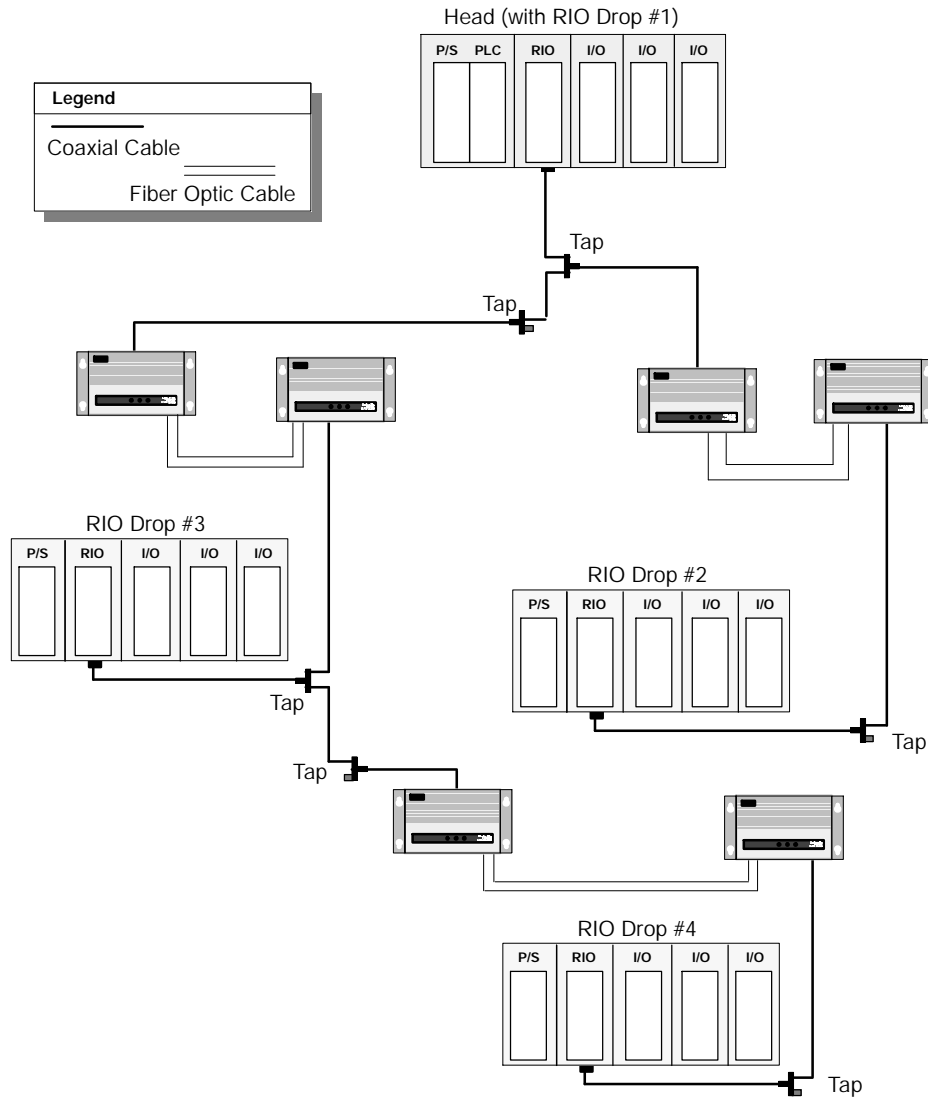 Head (with RIO Drop #1)
P/S PLC RIO I/O I/O I/O
Legend
Coaxial Cable
Fiber Optic Cable
Tap
Tap
RIO Drop #3
P/S RIO I/O I/O I/O
RIO Drop #2
P/S RIO I/O I/O I/O
Tap
Tap
Tap
RIO Drop #4
P/S RIO I/O I/O I/O
Tap